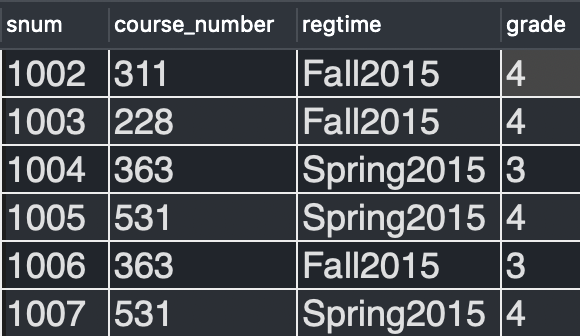 snum course_number regtime grade
1002 311 Fall2015 4
1003 228 Fall2015 4
1004 363 Spring2015 3
1005 531 Spring2015 4
1006 363 Fall2015 3
1007 531 Spring2015 4